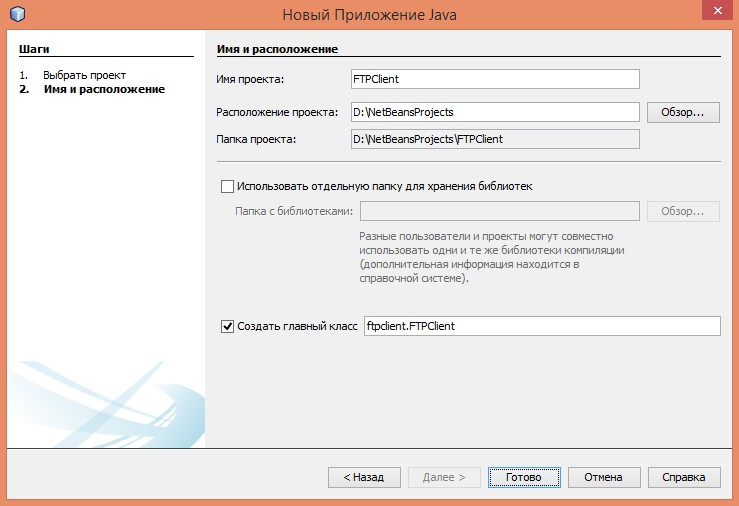 Новый Приложение Java
Шаги
1. Выбрать проект
2. Имя и расположение
Имя и расположение
Имя проекта: FTPClient
Расположение проекта: D:\NetBeansProjects Обзор...
Папка проекта: D:\NetBeansProjects\FTPClient
Использовать отдельную папку для хранения библиотек
Папка с библиотеками: Обзор...
Разные пользователи и проекты могут совместно
использовать одни и те же библиотеки компиляции
(дополнительная информация находится в
справочной системе).
Создать главный класс ftpclient.FTPClient
< Назад Далее > Готово Отмена Справка